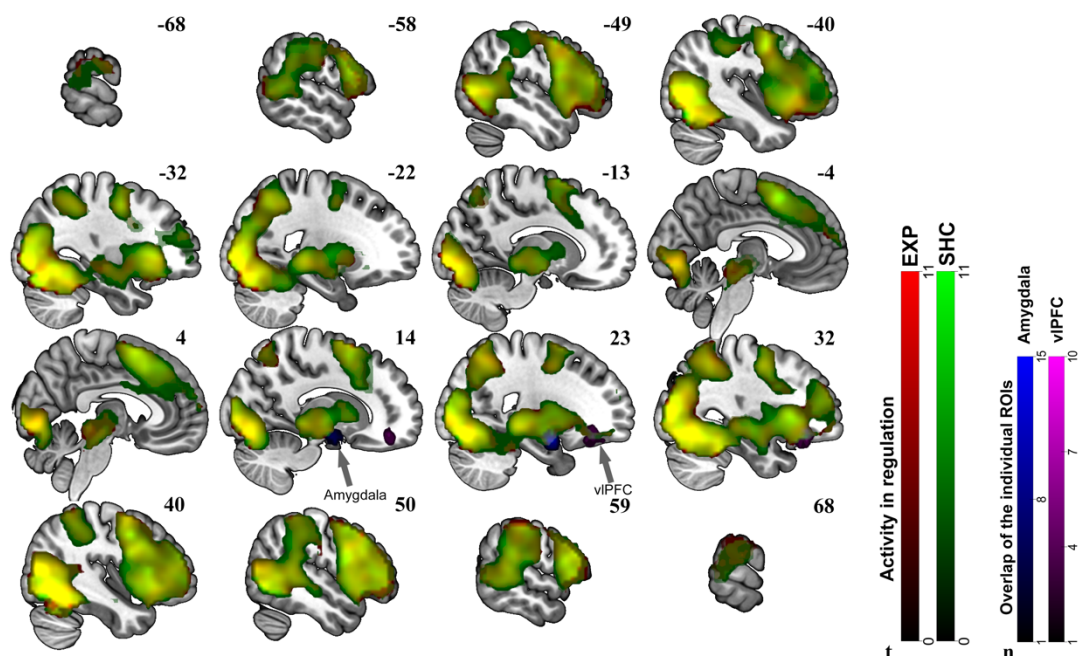 -68
-58
-49
-40
-32
-22
-13
-4
4
14
23
32
Amygdala
vlPFC
40
50
59
68
Activity in regulation
EXP
SHC
11
11
0
0
t
Overlap of the individual ROIs
Amygdala
vlPFC
15
8
1
10
7
4
1
n